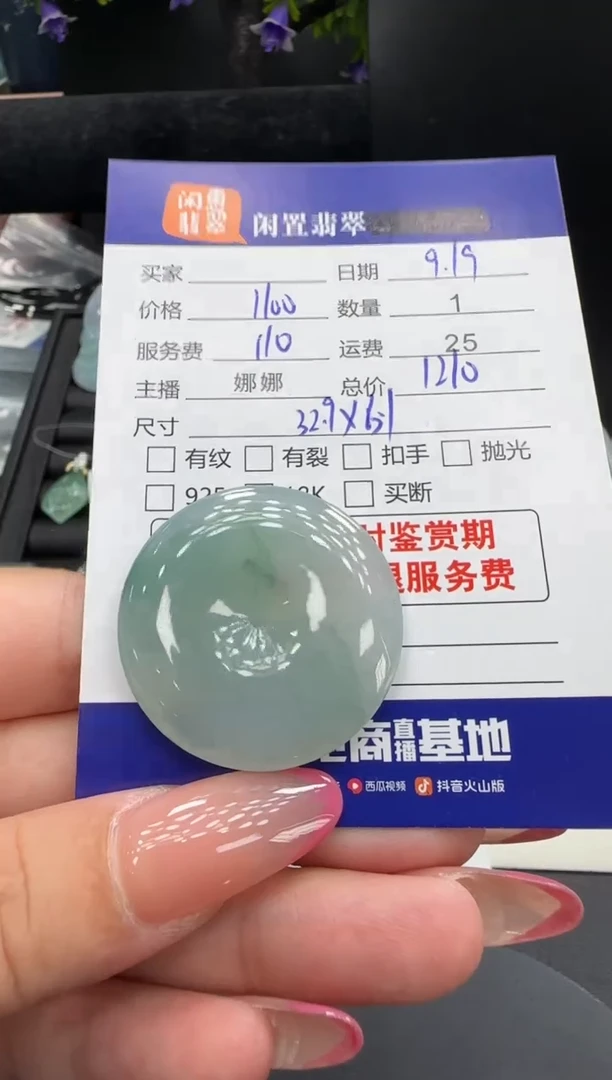 闲置翡翠
闲置翡翠
买家 日期 9.19
价格 1100 数量 1
服务费 110 运费 25
主播 娜娜 总价 1210
尺寸 32.9X6.1
有纹 有裂 扣手 抛光
925 买断
鉴赏期
服务费
商直播基地
西瓜视频 抖音火山版